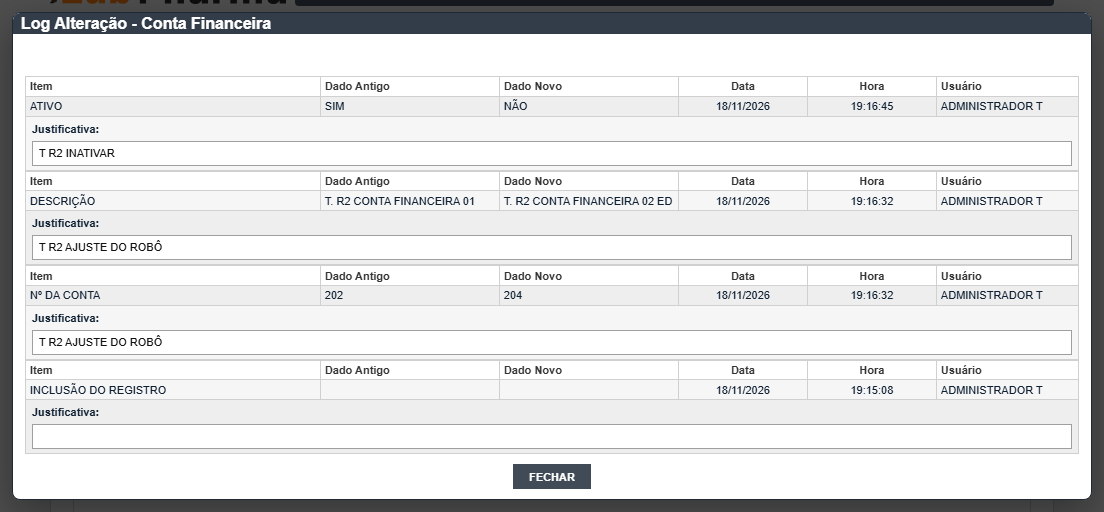 Log Alteração - Conta Financeira
Item Dado Antigo Dado Novo Data Hora Usuário
ATIVO SIM NÃO 18/11/2026 19:16:45 ADMINISTRADOR T
Justificativa:
T R2 INATIVAR
Item Dado Antigo Dado Novo Data Hora Usuário
DESCRIÇÃO T. R2 CONTA FINANCEIRA 01 T. R2 CONTA FINANCEIRA 02 ED 18/11/2026 19:16:32 ADMINISTRADOR T
Justificativa:
T R2 AJUSTE DO ROBÔ
Item Dado Antigo Dado Novo Data Hora Usuário
Nº DA CONTA 202 204 18/11/2026 19:16:32 ADMINISTRADOR T
Justificativa:
T R2 AJUSTE DO ROBÔ
Item Dado Antigo Dado Novo Data Hora Usuário
INCLUSÃO DO REGISTRO 18/11/2026 19:15:08 ADMINISTRADOR T
Justificativa:
FECHAR